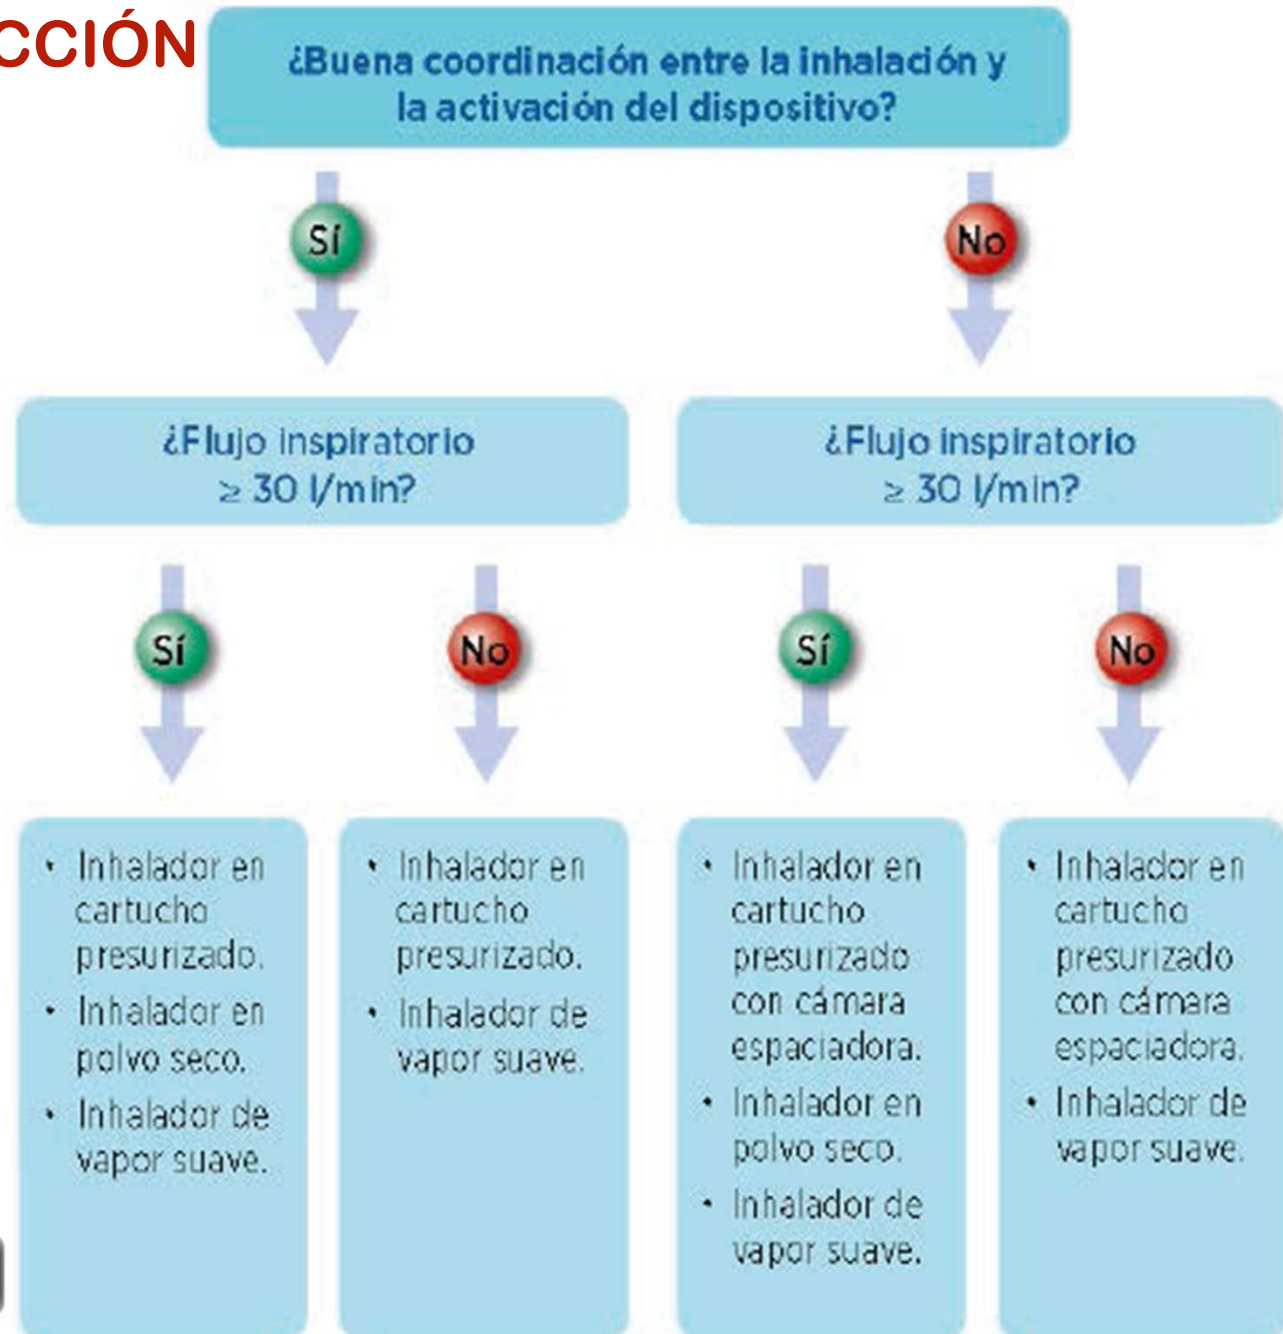 CCIÓN
¿Buena coordinación entre la inhalación y
la activación del dispositivo?
Sí
No
¿Flujo inspiratorio
≥ 30 l/min?
¿Flujo inspiratorio
≥ 30 l/min?
Sí
No
Sí
No
• Inhalador en
cartucho
presurizado.
• Inhalador en
polvo seco.
• Inhalador de
vapor suave.
• Inhalador en
cartucho
presurizado.
• Inhalador de
vapor suave.
• Inhalador en
cartucho
presurizado
con cámara
espaciadora.
• Inhalador en
polvo seco.
• Inhalador de
vapor suave.
• Inhalador en
cartucho
presurizado
con cámara
espaciadora.
• Inhalador de
vapor suave.